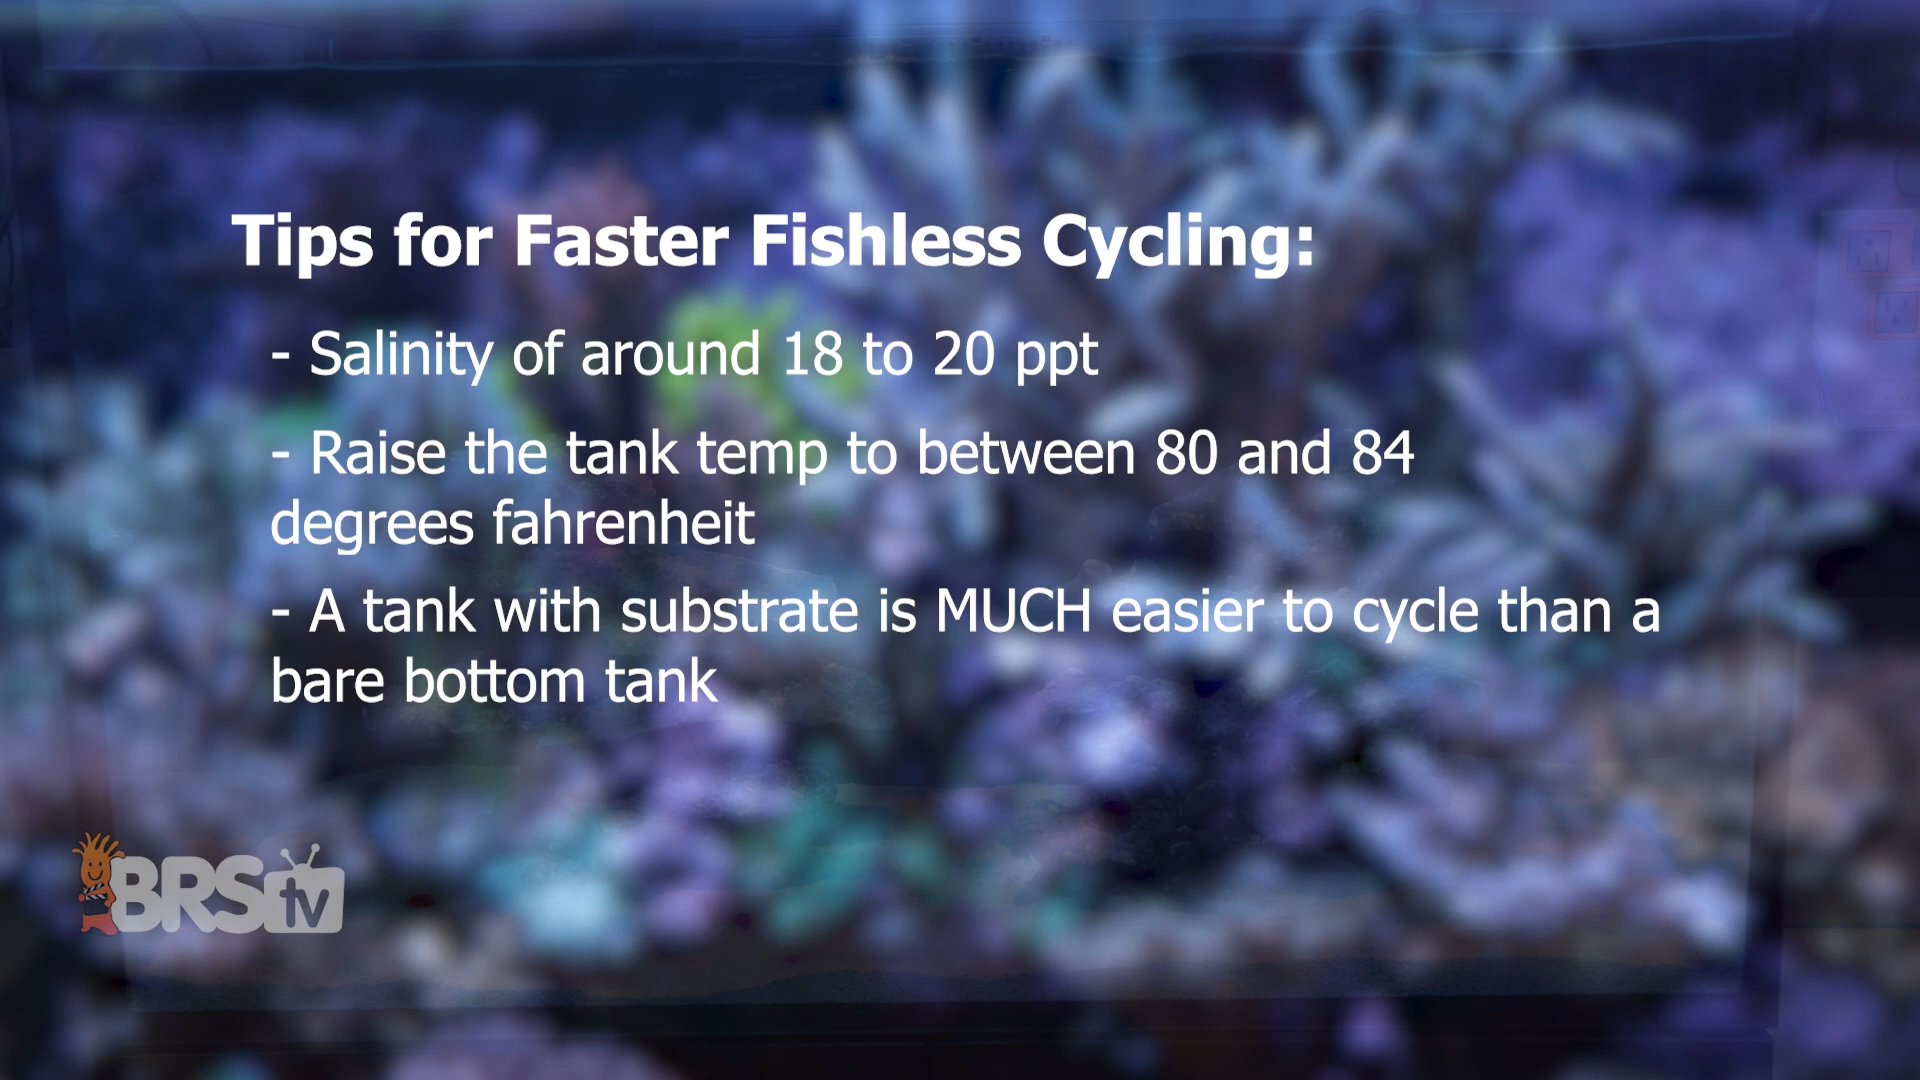 Tips for Faster Fishless Cycling:
- Salinity of around 18 to 20 ppt
- Raise the tank temp to between 80 and 84
degrees fahrenheit
- A tank with substrate is MUCH easier to cycle than a
bare bottom tank
BRStv